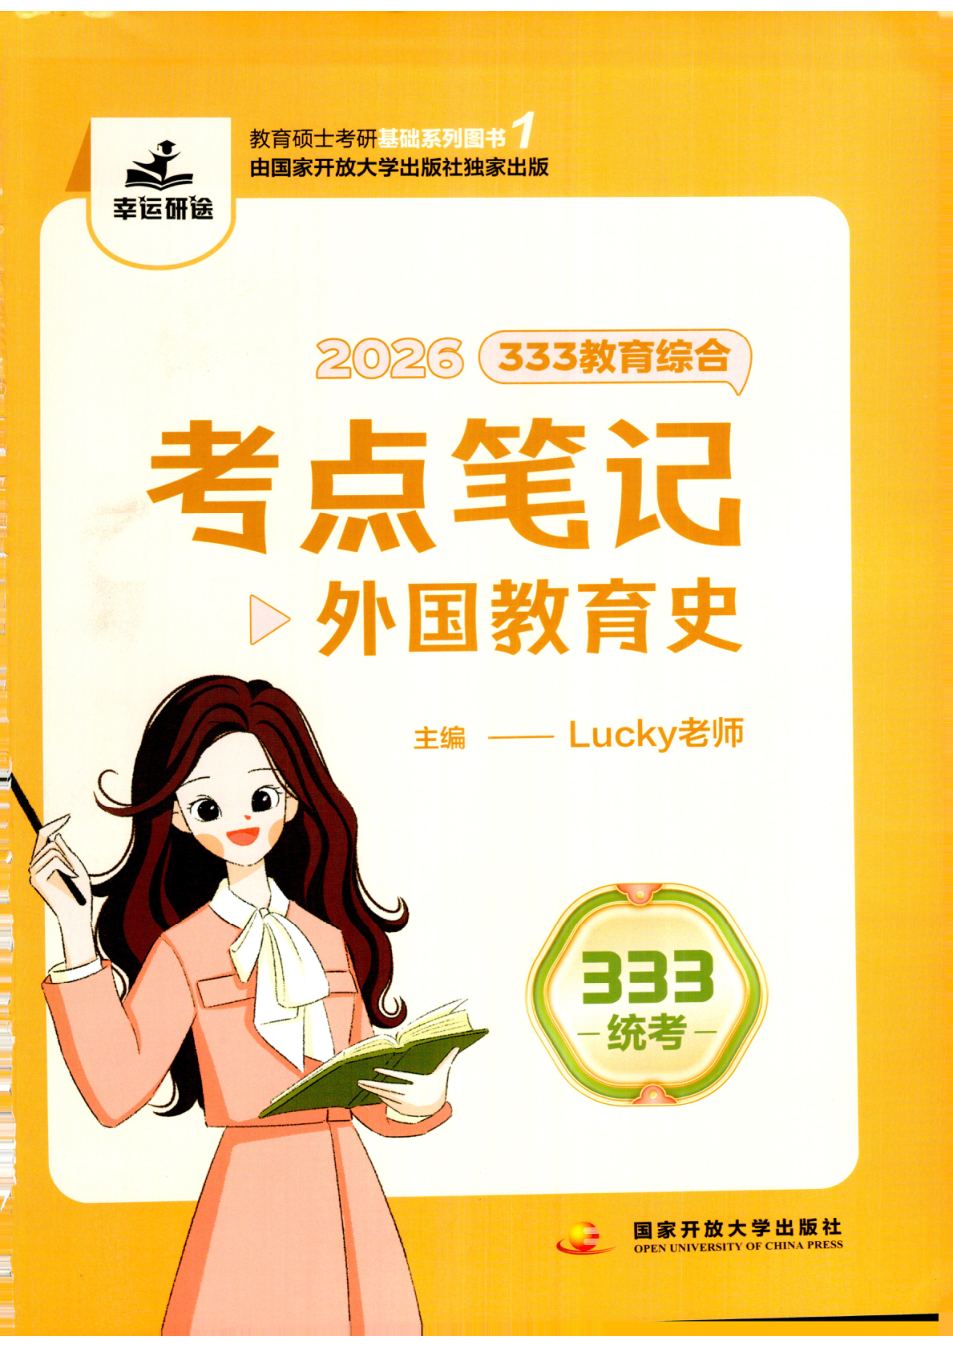 教育硕士考研基础系列图书1
由国家开放大学出版社独家出版
幸运研途
2026 333教育综合
考点笔记
外国教育史
主编 —— Lucky老师
333
统考
国家开放大学出版社
OPEN UNIVERSITY OF CHINA PRESS